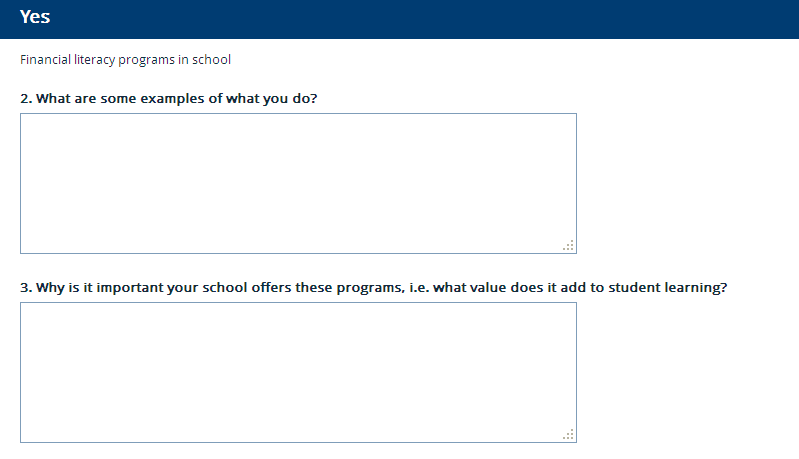 Yes
Financial literacy programs in school
2. What are some examples of what you do?
3. Why is it important your school offers these programs, i.e. what value does it add to student learning?